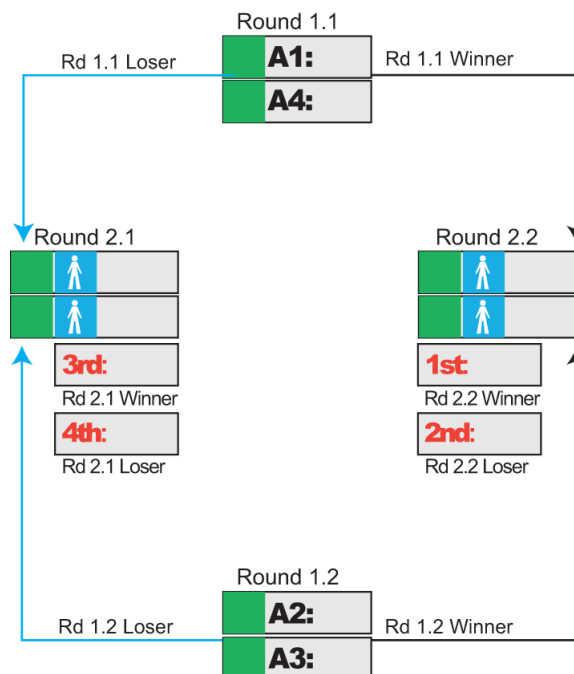 Round 1.1
Rd 1.1 Loser
A1:
Rd 1.1 Winner
A4:
Round 2.1
Round 2.2
3rd:
1st:
Rd 2.1 Winner
Rd 2.2 Winner
4th:
2nd:
Rd 2.1 Loser
Rd 2.2 Loser
Round 1.2
A2:
Rd 1.2 Loser
Rd 1.2 Winner
A3: